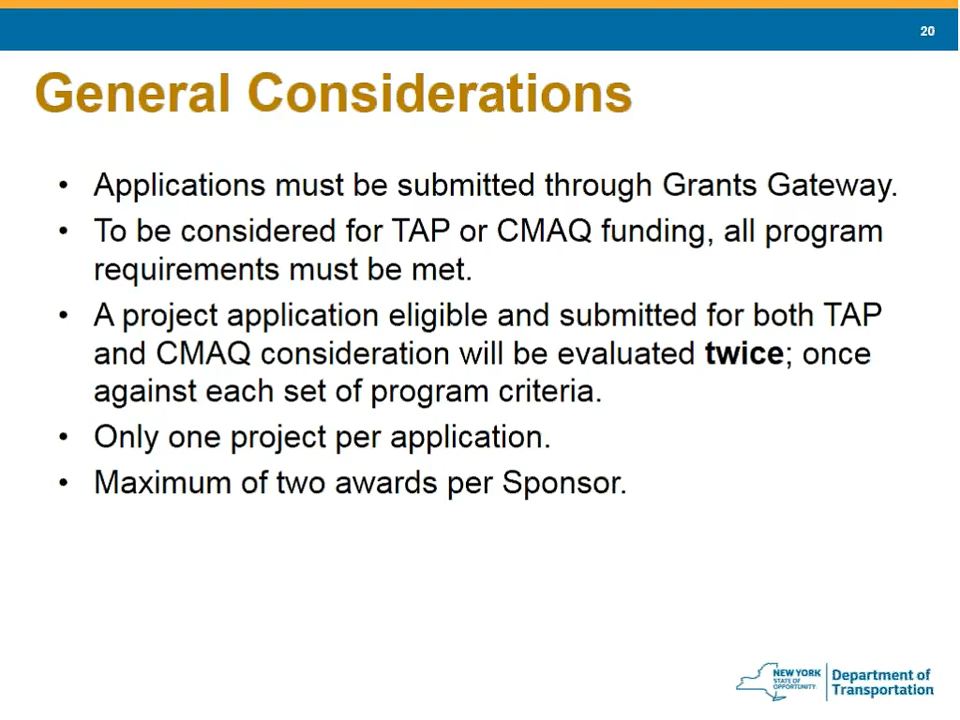 20
General Considerations
• Applications must be submitted through Grants Gateway.
• To be considered for TAP or CMAQ funding, all program
requirements must be met.
• A project application eligible and submitted for both TAP
and CMAQ consideration will be evaluated twice; once
against each set of program criteria.
• Only one project per application.
• Maximum of two awards per Sponsor.
NEW YORK
STATE OF
OPPORTUNITY.
Department of
Transportation